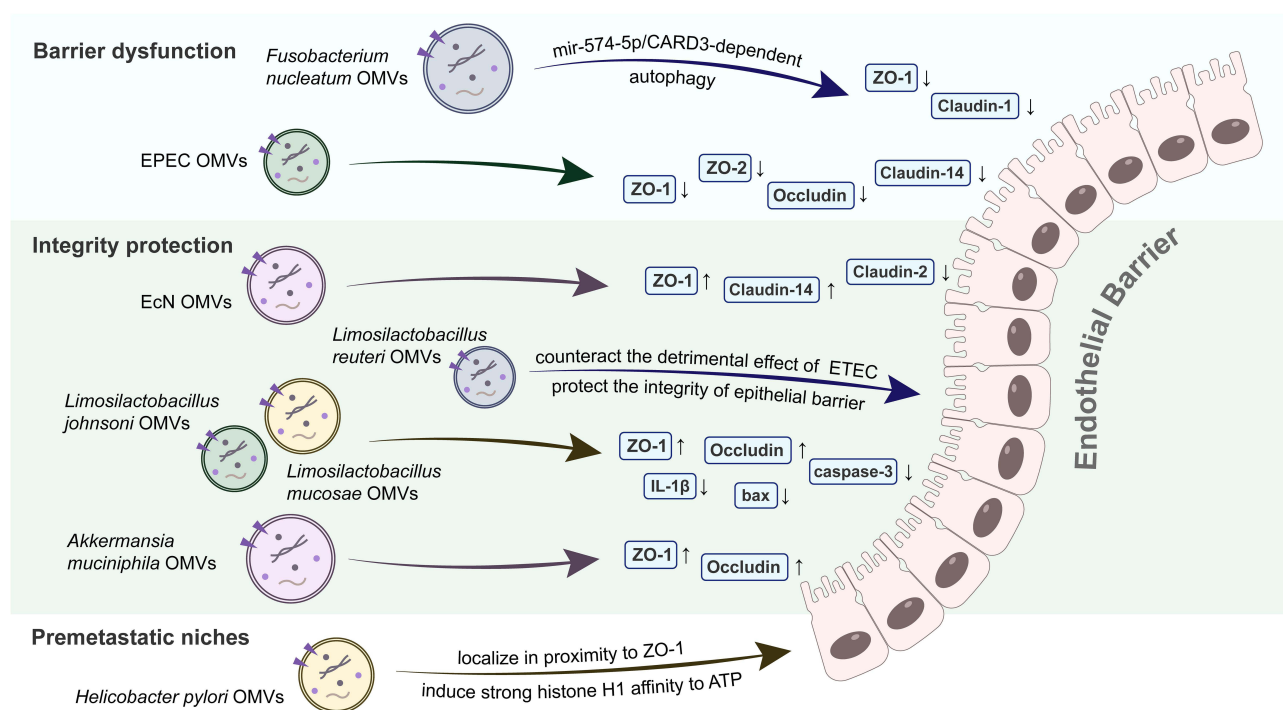 Barrier dysfunction
Fusobacterium
nucleatum OMVs
mir-574-5p/CARD3-dependent
autophagy
ZO-1 ↓
Claudin-1 ↓
EPEC OMVs
ZO-1 ↓
ZO-2 ↓
Occludin ↓
Claudin-14 ↓
Integrity protection
EcN OMVs
ZO-1 ↑
Claudin-14 ↑
Claudin-2 ↓
Endothelial Barrier
Limosilactobacillus
reuteri OMVs
counteract the detrimental effect of ETEC
protect the integrity of epithelial barrier
Limosilactobacillus
johnsoni OMVs
Limosilactobacillus
mucosae OMVs
ZO-1 ↑
Occludin ↑
caspase-3 ↓
IL-1β ↓
bax ↓
Akkermansia
muciniphila OMVs
ZO-1 ↑
Occludin ↑
Premetastatic niches
Helicobacter pylori OMVs
localize in proximity to ZO-1
induce strong histone H1 affinity to ATP